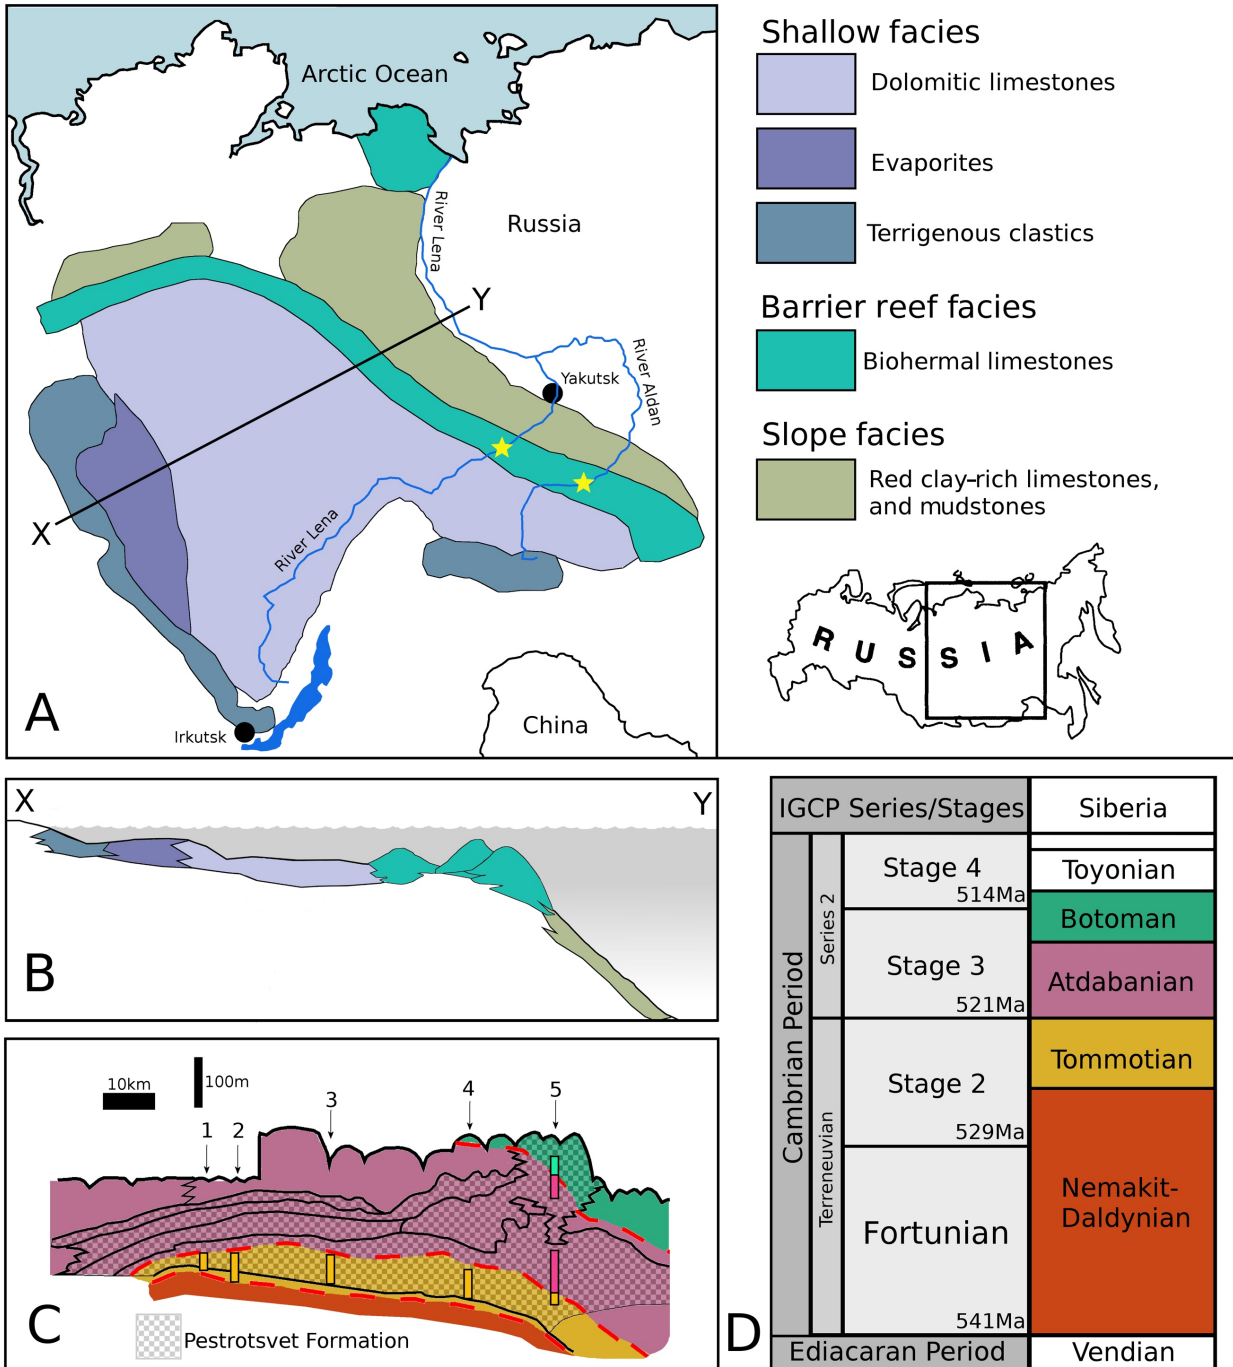 Arctic Ocean
Russia
River Lena
Y
River Aldan
Yakutsk
X
River Lena
A
Irkutsk
China
Shallow facies
Dolomitic limestones
Evaporites
Terrigenous clastics
Barrier reef facies
Biohermal limestones
Slope facies
Red clay-rich limestones,
and mudstones
RUSSIA
X
Y
B
10km
100m
1
2
3
4
5
C
Pestrotsvet Formation
D
IGCP Series/Stages
Siberia
Cambrian Period
Series 2
Stage 4
514Ma
Toyonian
Botoman
Stage 3
521Ma
Atdabanian
Terreneuvian
Stage 2
529Ma
Tommotian
Fortunian
541Ma
Nemakit-
Daldynian
Ediacaran Period
Vendian